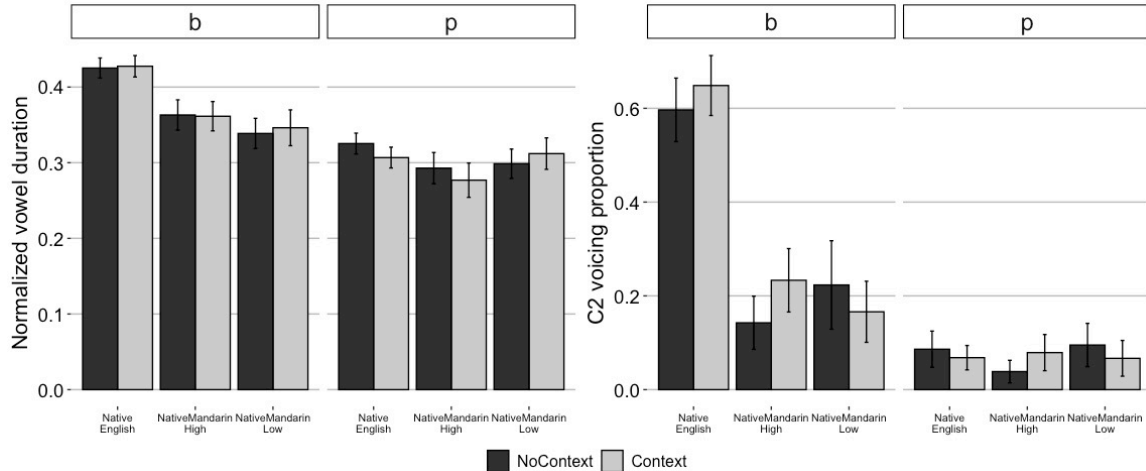 b p
Normalized vowel duration
0.4
0.3
0.2
0.1
0.0
Native English
NativeMandarin High
NativeMandarin Low
Native English
NativeMandarin High
NativeMandarin Low
b p
C2 voicing proportion
0.6
0.4
0.2
0.0
Native English
NativeMandarin High
NativeMandarin Low
Native English
NativeMandarin High
NativeMandarin Low
NoContext Context